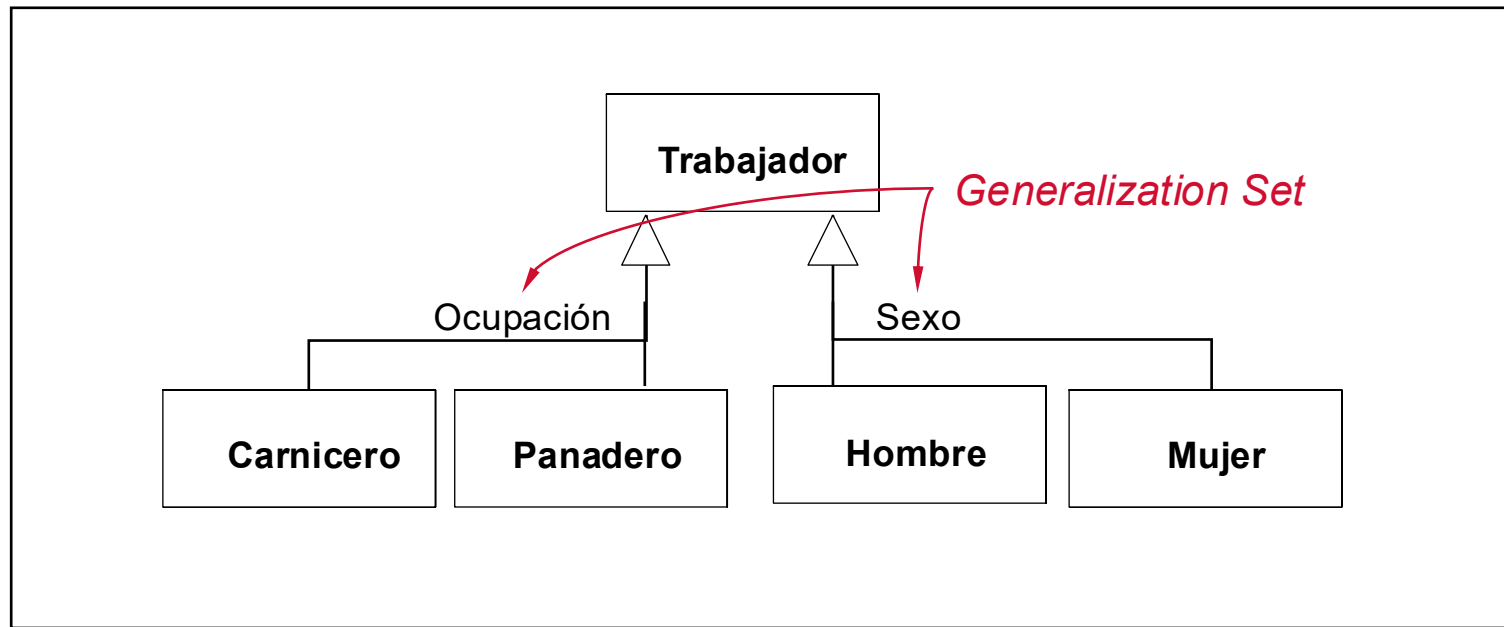 Trabajador
Generalization Set
Ocupación
Sexo
Carnicero
Panadero
Hombre
Mujer